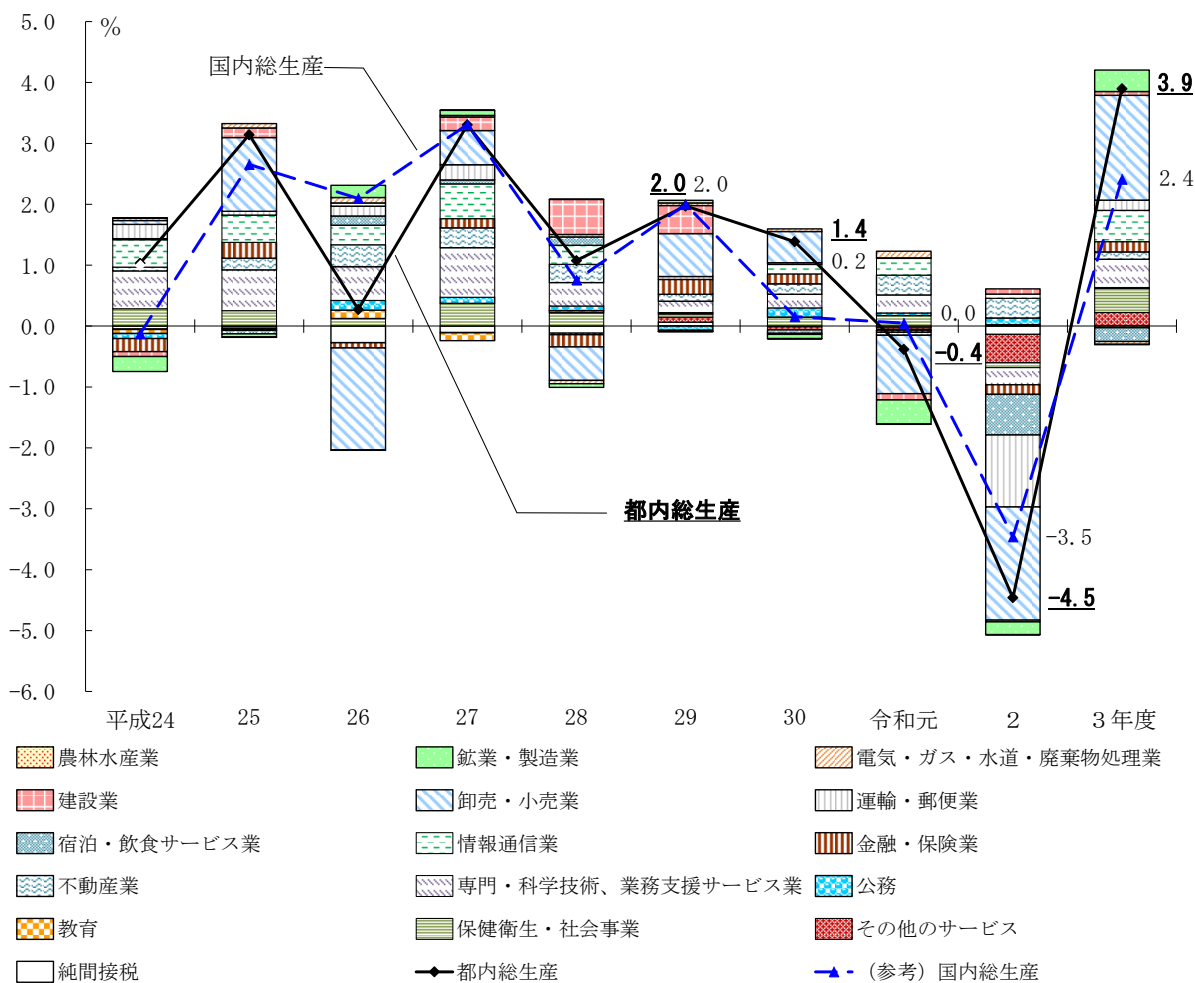 5.0
%
国内総生産
4.0
3.9
3.0
2.4
2.0
2.0 2.0
1.4
1.0
0.2
0.0
0.0
-0.4
-1.0
-2.0
-3.0
都内総生産
-3.5
-4.0
-4.5
-5.0
-6.0
平成24 25 26 27 28 29 30 令和元 2 3年度
農林水産業 鉱業・製造業 電気・ガス・水道・廃棄物処理業
建設業 卸売・小売業 運輸・郵便業
宿泊・飲食サービス業 情報通信業 金融・保険業
不動産業 専門・科学技術、業務支援サービス業 公務
教育 保健衛生・社会事業 その他のサービス
純間接税 都内総生産 (参考)国内総生産